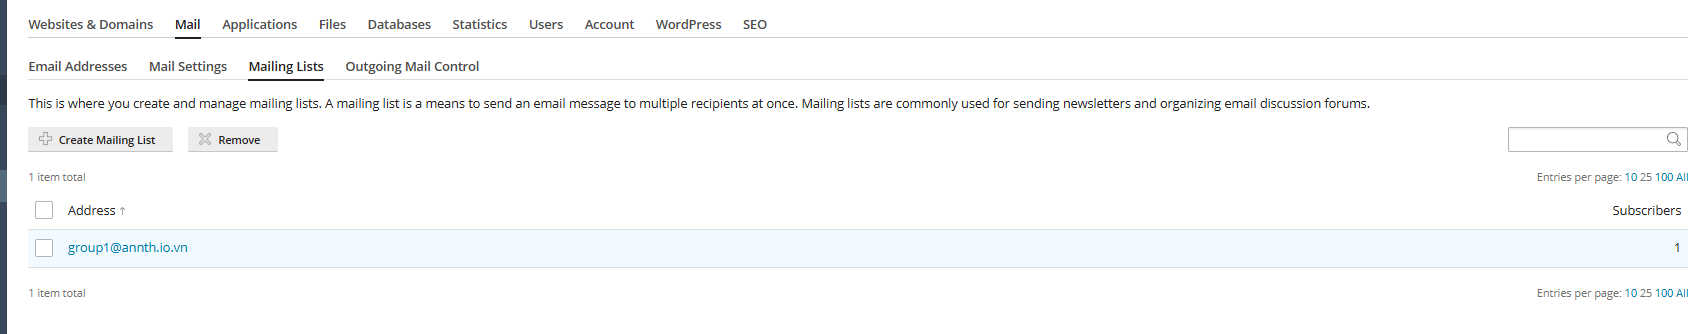 Websites & Domains Mail Applications Files Databases Statistics Users Account WordPress SEO
Email Addresses Mail Settings Mailing Lists Outgoing Mail Control
This is where you create and manage mailing lists. A mailing list is a means to send an email message to multiple recipients at once. Mailing lists are commonly used for sending newsletters and organizing email discussion forums.
Create Mailing List Remove
1 item total Entries per page: 10 25 100 All
Address ↑ Subscribers
group1@annth.io.vn 1
1 item total Entries per page: 10 25 100 All